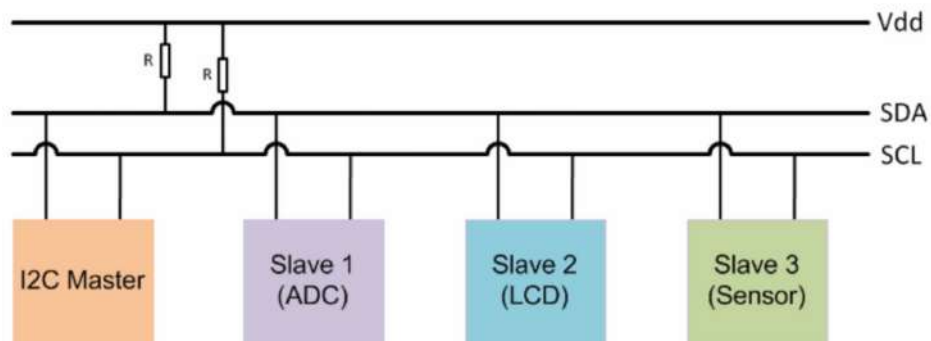 Vdd
R
R
SDA
SCL
I2C Master
Slave 1
(ADC)
Slave 2
(LCD)
Slave 3
(Sensor)